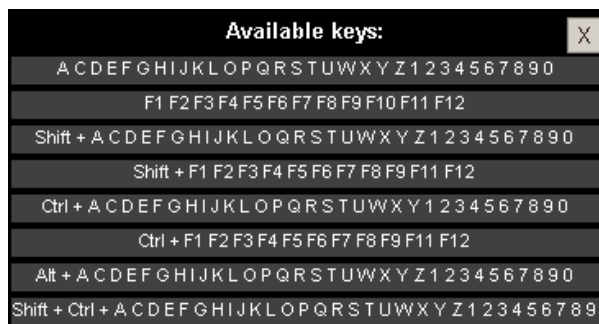 Available keys:
X
A C D E F G H I J K L O P Q R S T U W X Y Z 1 2 3 4 5 6 7 8 9 0
F1 F2 F3 F4 F5 F6 F7 F8 F9 F10 F11 F12
Shift + A C D E F G H I J K L O Q R S T U W X Y Z 1 2 3 4 5 6 7 8 9 0
Shift + F1 F2 F3 F4 F5 F6 F7 F8 F9 F11 F12
Ctrl + A C D E F G H I J K L O P Q R S T U W X Y 1 2 3 4 5 6 7 8 9 0
Ctrl + F1 F2 F3 F4 F5 F6 F7 F8 F9 F11 F12
Alt + A C D E F G H I J K L O P Q R S T U W X Y Z 1 2 3 4 5 6 7 8 9 0
Shift + Ctrl + A C D E F G H I J K L O P Q R S T U W X Y Z 1 2 3 4 5 6 7 8 9